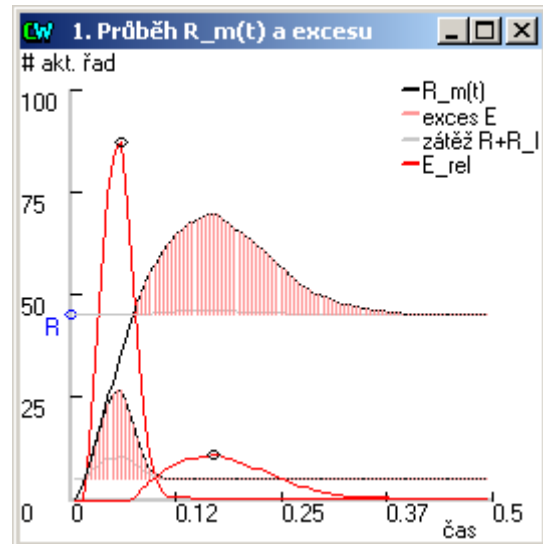 CW 1. Průběh R_m(t) a excesu
# akt. řad
100
R_m(t)
exces E
zátěž R+R_l
E_rel
75
50
R
25
0
0 0.12 0.25 0.37 0.5
čas